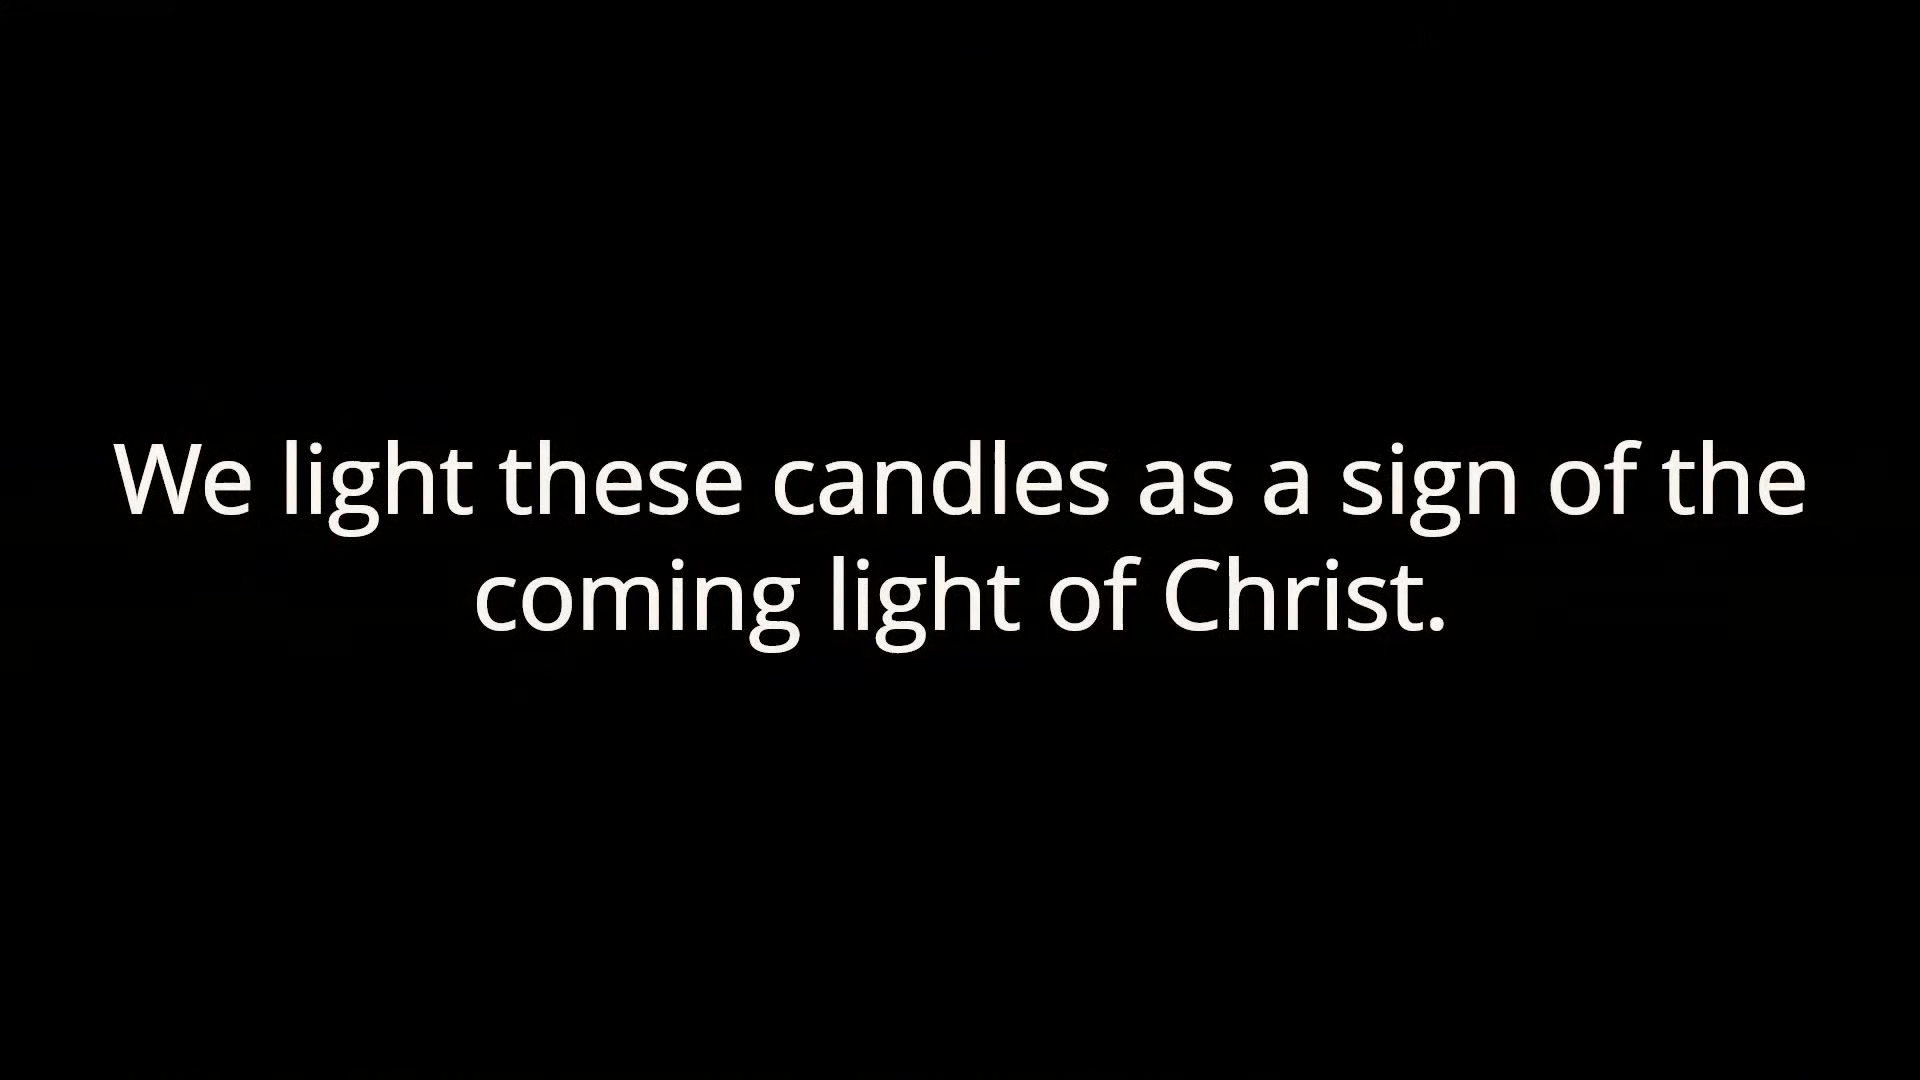 We light these candles as a sign of the
coming light of Christ.